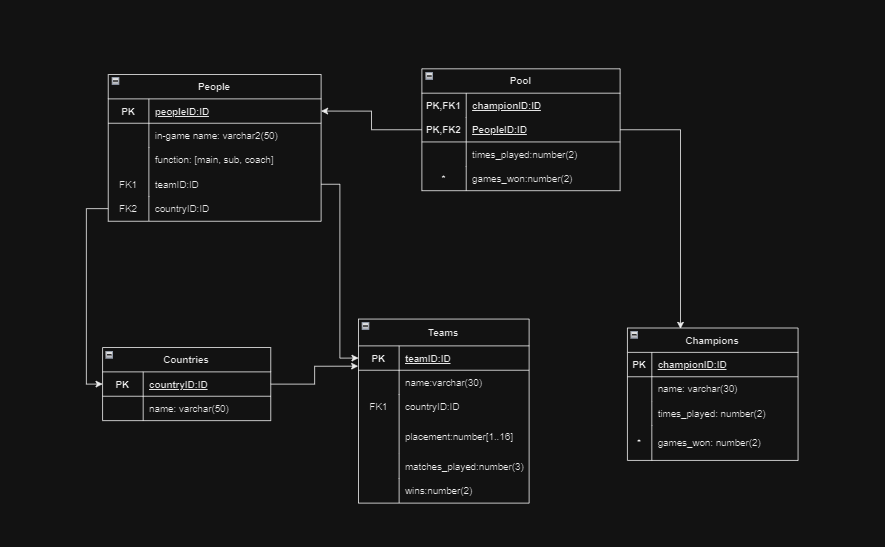 People
PK peopleID:ID
in-game name: varchar2(50)
function: [main, sub, coach]
FK1 teamID:ID
FK2 countryID:ID
Pool
PK,FK1 championID:ID
PK,FK2 PeopleID:ID
times_played:number(2)
* games_won:number(2)
Countries
PK countryID:ID
name: varchar(50)
Teams
PK teamID:ID
name:varchar(30)
FK1 countryID:ID
placement:number[1..16]
matches_played:number(3)
wins:number(2)
Champions
PK championID:ID
name: varchar(30)
times_played: number(2)
* games_won: number(2)